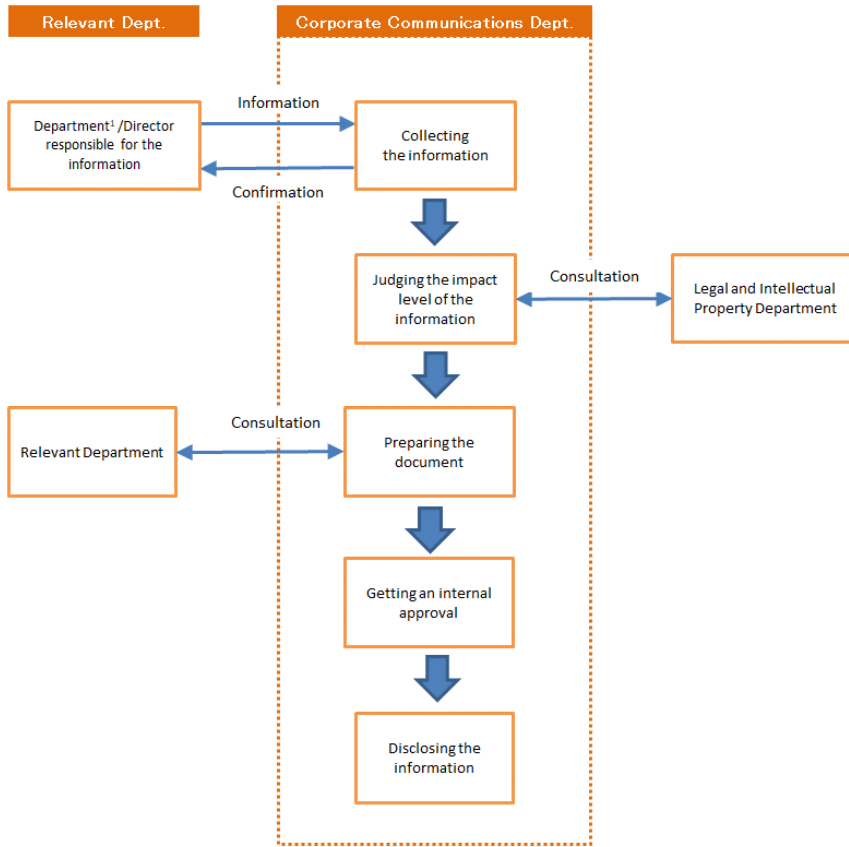 Relevant Dept.
Corporate Communications Dept.
Information
Department¹ /Director
responsible for the
information
Collecting
the information
Confirmation
Judging the impact
level of the
information
Consultation
Legal and Intellectual
Property Department
Relevant Department
Consultation
Preparing the
document
Getting an internal
approval
Disclosing the
information